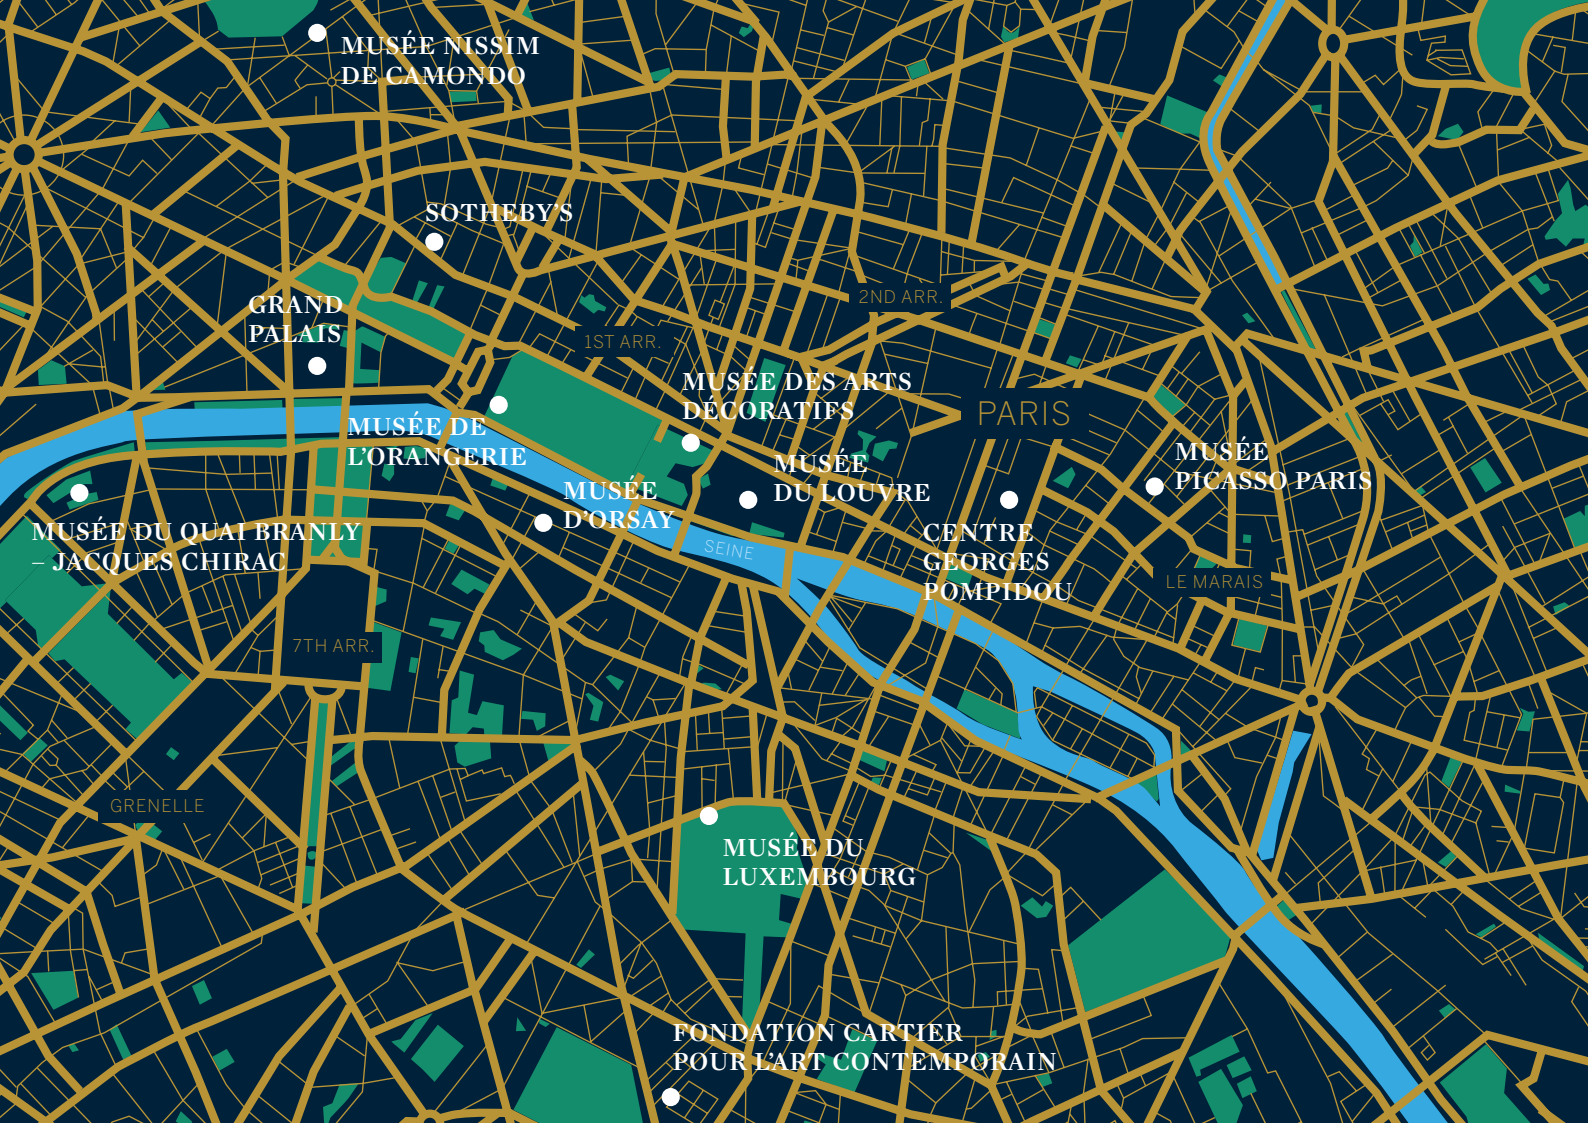 MUSÉE NISSIM
DE CAMONDO
SOTHEBY'S
GRAND
PALAIS
2ND ARR.
1ST ARR.
MUSÉE DES ARTS
DÉCORATIFS
PARIS
MUSÉE DE
L'ORANGERIE
MUSÉE
D'ORSAY
MUSÉE
DU LOUVRE
MUSÉE
PICASSO PARIS
MUSÉE DU QUAI BRANLY
– JACQUES CHIRAC
SEINE
CENTRE
GEORGES
POMPIDOU
LE MARAIS
7TH ARR.
GRENELLE
MUSÉE DU
LUXEMBOURG
FONDATION CARTIER
POUR L'ART CONTEMPORAIN